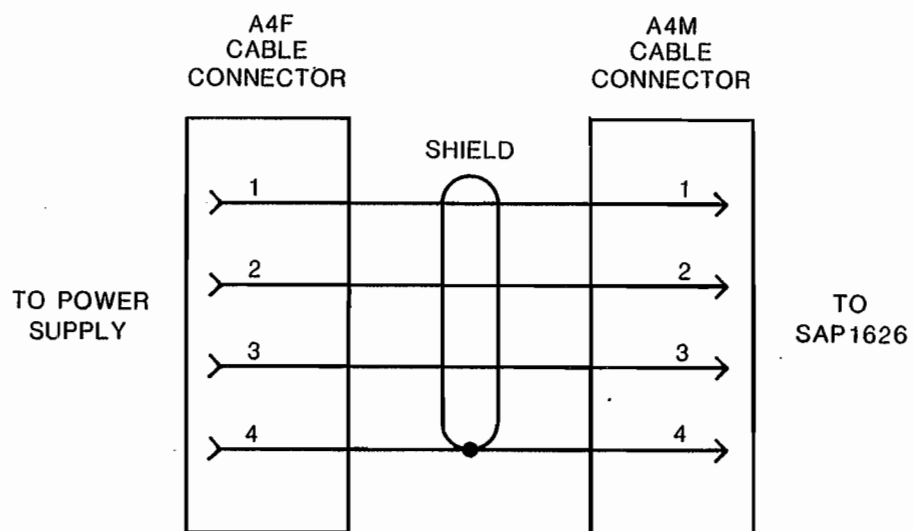 A4F
CABLE
CONNECTOR
A4M
CABLE
CONNECTOR
SHIELD
1
1
2
2
TO POWER
SUPPLY
TO
SAP1626
3
3
4
4